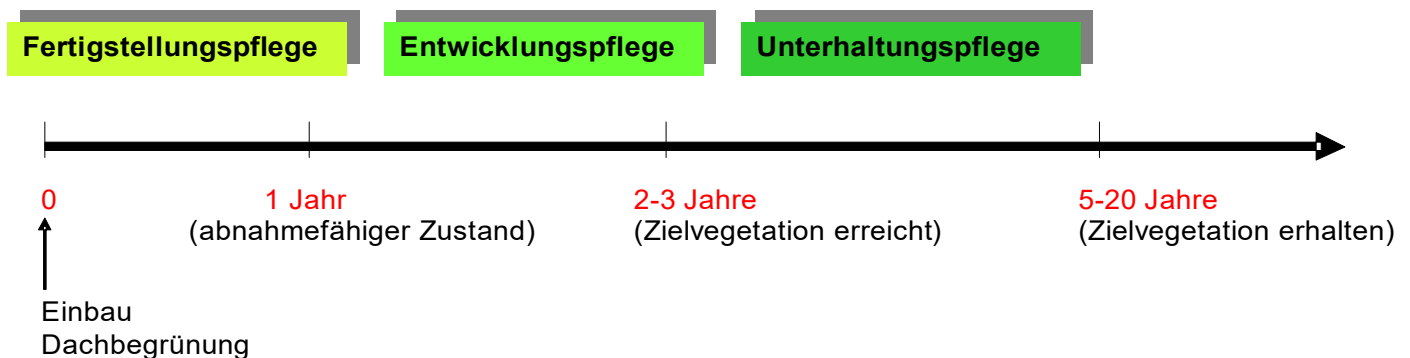 Fertigstellungspflege
Entwicklungspflege
Unterhaltungspflege
0
1 Jahr
(abnahmefähiger Zustand)
2-3 Jahre
(Zielvegetation erreicht)
5-20 Jahre
(Zielvegetation erhalten)
Einbau
Dachbegrünung